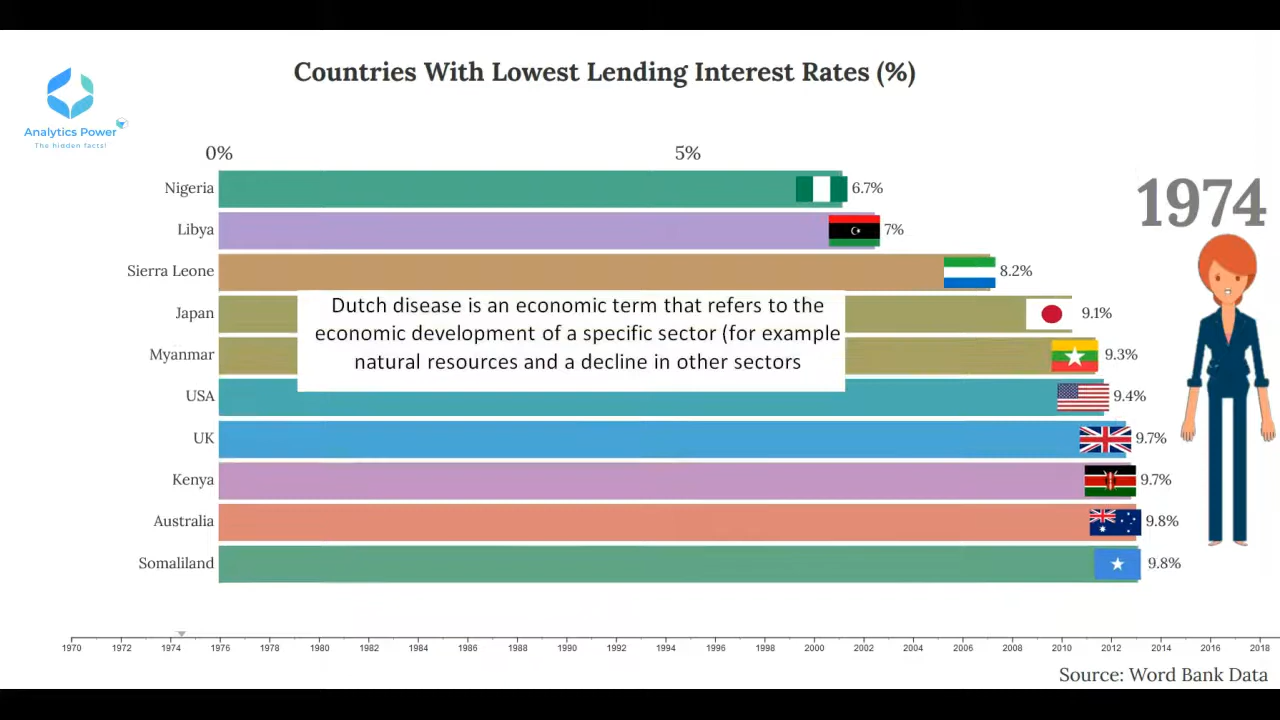 Countries With Lowest Lending Interest Rates (%)
Analytics Power
The hidden facts!
0% 5%
1974
Nigeria 6.7%
Libya 7%
Sierra Leone 8.2%
Japan 9.1%
Myanmar 9.3%
USA 9.4%
UK 9.7%
Kenya 9.7%
Australia 9.8%
Somaliland 9.8%
Dutch disease is an economic term that refers to the
economic development of a specific sector (for example
natural resources and a decline in other sectors
1970 1972 1974 1976 1978 1980 1982 1984 1986 1988 1990 1992 1994 1996 1998 2000 2002 2004 2006 2008 2010 2012 2014 2016 2018
Source: Word Bank Data